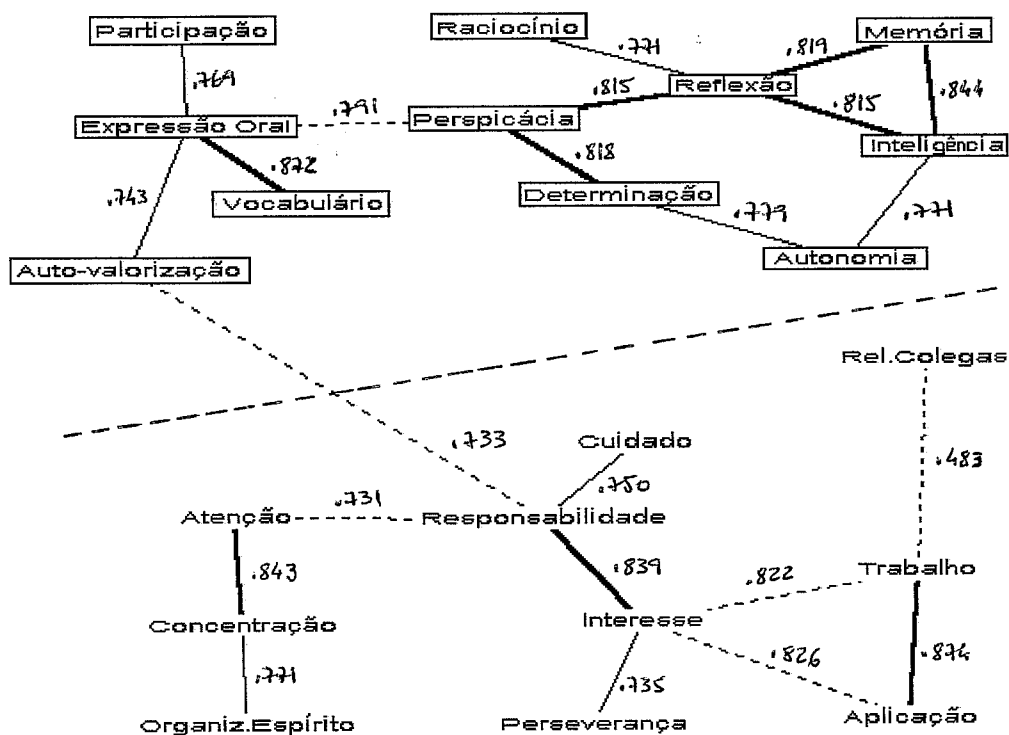 Participação
Raciocínio
Memória
.771
.819
.769
Reflexão
.815
.815
.844
.791
Expressão Oral
Perspicácia
Inteligência
.872
.818
.743
Vocabulário
Determinação
.779
.771
Auto-valorização
Autonomia
Rel.Colegas
.733
Cuidado
.483
.750
.731
Atenção
Responsabilidade
.843
.839
.822
Trabalho
Concentração
Interesse
.826
.874
.771
.735
Organiz.Espírito
Perseverança
Aplicação